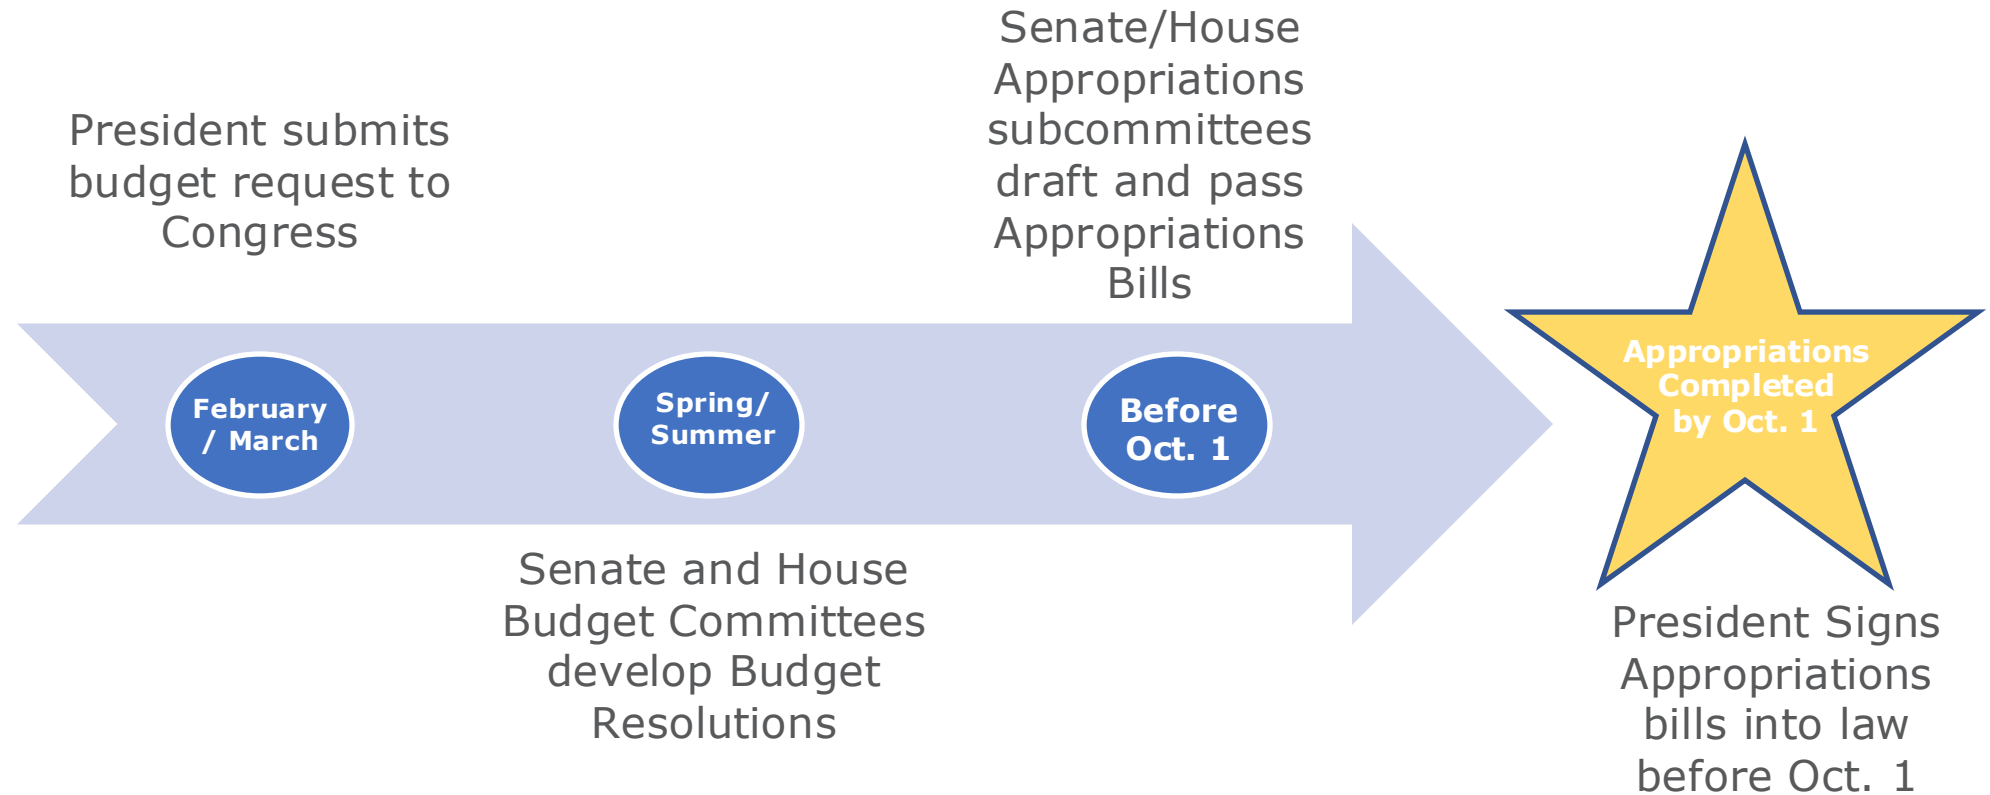 President submits
budget request to
Congress
February
/ March
Spring/
Summer
Senate and House
Budget Committees
develop Budget
Resolutions
Senate/House
Appropriations
subcommittees
draft and pass
Appropriations
Bills
Before
Oct. 1
Appropriations
Completed
by Oct. 1
President Signs
Appropriations
bills into law
before Oct. 1